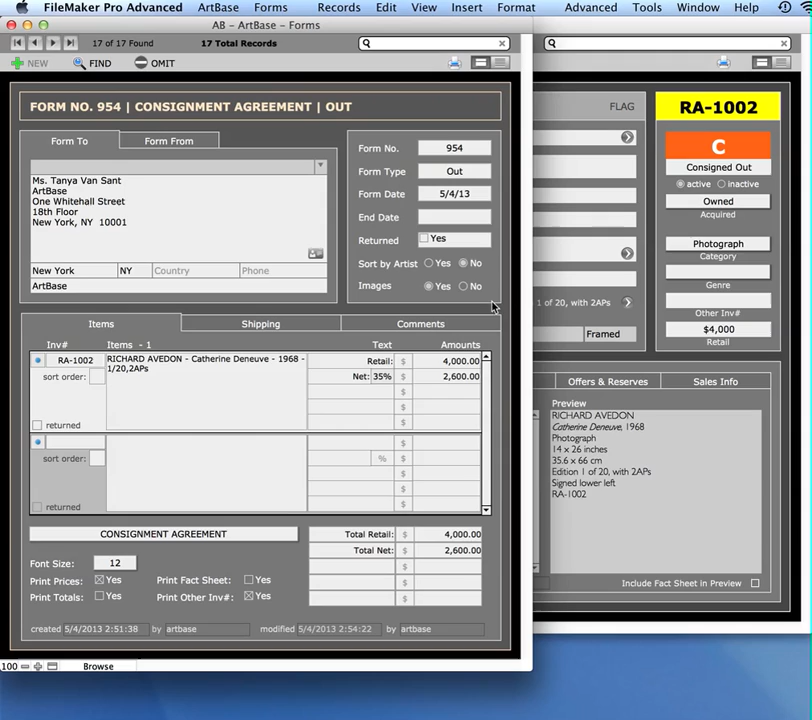 FileMaker Pro Advanced ArtBase Forms Records Edit View Insert Format Advanced Tools Window Help
AB - ArtBase - Forms
17 of 17 Found 17 Total Records
NEW FIND OMIT
FORM NO. 954 | CONSIGNMENT AGREEMENT | OUT
Form To Form From
Ms. Tanya Van Sant
ArtBase
One Whitehall Street
18th Floor
New York, NY 10001
New York NY Country Phone
ArtBase
Form No. 954
Form Type Out
Form Date 5/4/13
End Date
Returned Yes
Sort by Artist Yes No
Images Yes No
Items Shipping Comments
Inv# Items - 1 Text Amounts
RA-1002 RICHARD AVEDON - Catherine Deneuve - 1968 - 1/20,2APs
Retail: $ 4,000.00
sort order: Net: 35% $ 2,600.00
$
$
returned $
$
sort order: % $
$
$
returned $
CONSIGNMENT AGREEMENT
Total Retail: $ 4,000.00
Total Net: $ 2,600.00
$
$
$
Font Size: 12
Print Prices: Yes Print Fact Sheet: Yes
Print Totals: Yes Print Other Inv#: Yes
created 5/4/2013 2:51:38 by artbase modified 5/4/2013 2:54:22 by artbase
100 Browse
FLAG
RA-1002
C
Consigned Out
active inactive
Owned
Acquired
Photograph
Category
Genre
Other Inv#
$4,000
Retail
1 of 20, with 2APs
Framed
Offers & Reserves Sales Info
Preview
RICHARD AVEDON
Catherine Deneuve, 1968
Photograph
14 x 26 inches
35.6 x 66 cm
Edition 1 of 20, with 2APs
Signed lower left
RA-1002
Include Fact Sheet in Preview